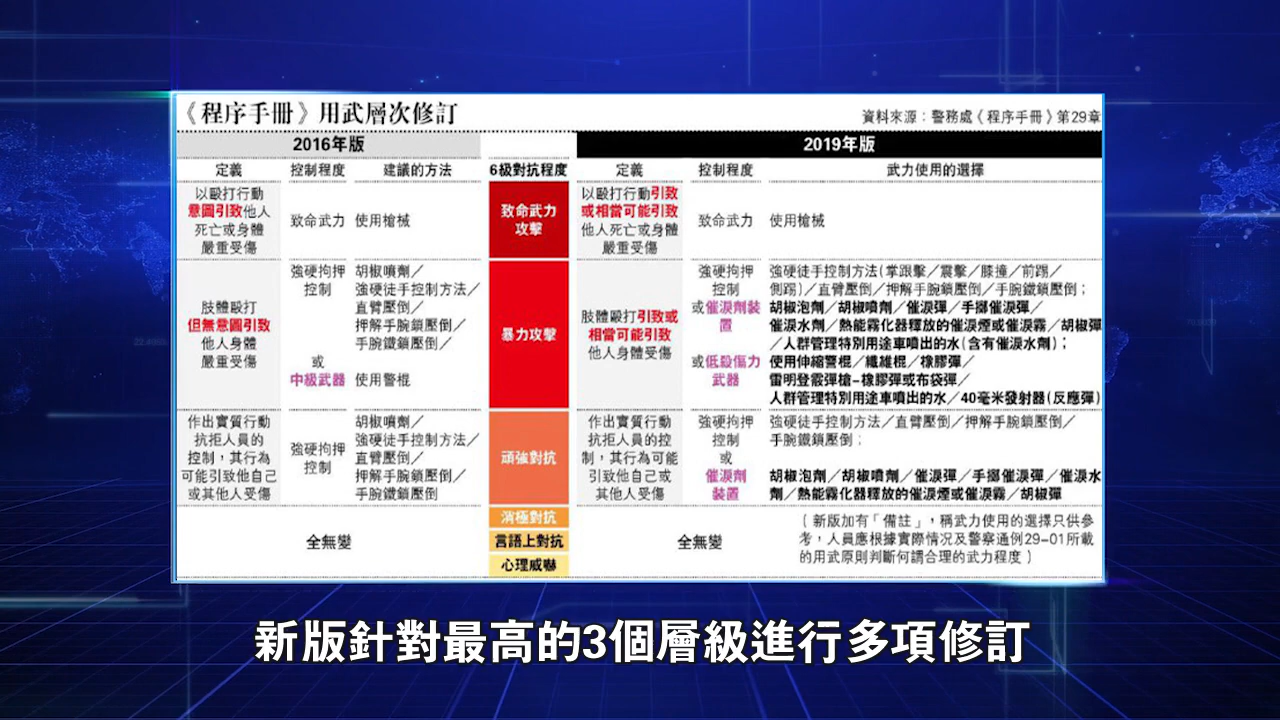 《程序手冊》用武層次修訂
資料來源：警務處《程序手冊》第29章
2016年版
2019年版
定義
控制程度
建議的方法
6級對抗程度
定義
控制程度
武力使用的選擇
以毆打行動
意圖引致他人
死亡或身體
嚴重受傷
致命武力
使用槍械
致命武力
攻擊
以毆打行動引致
或相當可能引致
他人死亡或身體
嚴重受傷
致命武力
使用槍械
肢體毆打
但無意圖引致
他人身體
嚴重受傷
強硬拘押
控制
或
中級武器
胡椒噴劑／
強硬徒手控制方法／
直臂壓倒／
押解手腕鎖壓倒／
手腕鐵鎖壓倒／
使用警棍
暴力攻擊
肢體毆打引致或
相當可能引致
他人身體受傷
強硬拘押
控制
或催淚劑裝
置
或低殺傷力
武器
強硬徒手控制方法(掌跟擊／震擊／膝撞／前踢／
側踢)／直臂壓倒／押解手腕鎖壓倒／手腕鐵鎖壓倒；
胡椒泡劑／胡椒噴劑／催淚彈／手擲催淚彈／
催淚水劑／熱能霧化器釋放的催淚煙或催淚霧／胡椒彈
／人群管理特別用途車噴出的水(含有催淚水劑)；
使用伸縮警棍／纖維棍／橡膠彈／
雷明登霰彈槍－橡膠彈或布袋彈／
人群管理特別用途車噴出的水／40毫米發射器(反應彈)
作出實質行動
抗拒人員的
控制，其行為
可能引致他自己
或其他人受傷
強硬拘押
控制
胡椒噴劑／
強硬徒手控制方法／
直臂壓倒／
押解手腕鎖壓倒／
手腕鐵鎖壓倒
頑強對抗
作出實質行動
抗拒人員的控
制，其行為可能
引致他自己或
其他人受傷
強硬拘押
控制
或
催淚劑
裝置
強硬徒手控制方法／直臂壓倒／押解手腕鎖壓倒／
手腕鐵鎖壓倒；
胡椒泡劑／胡椒噴劑／催淚彈／手擲催淚彈／催淚水
劑／熱能霧化器釋放的催淚煙或催淚霧／胡椒彈
全無變
消極對抗
言語上對抗
心理威嚇
全無變
（新版加有「備註」，稱武力使用的選擇只供參
考，人員應根據實際情況及警察通例29-01所載
的用武原則判斷何謂合理的武力程度）
新版針對最高的3個層級進行多項修訂